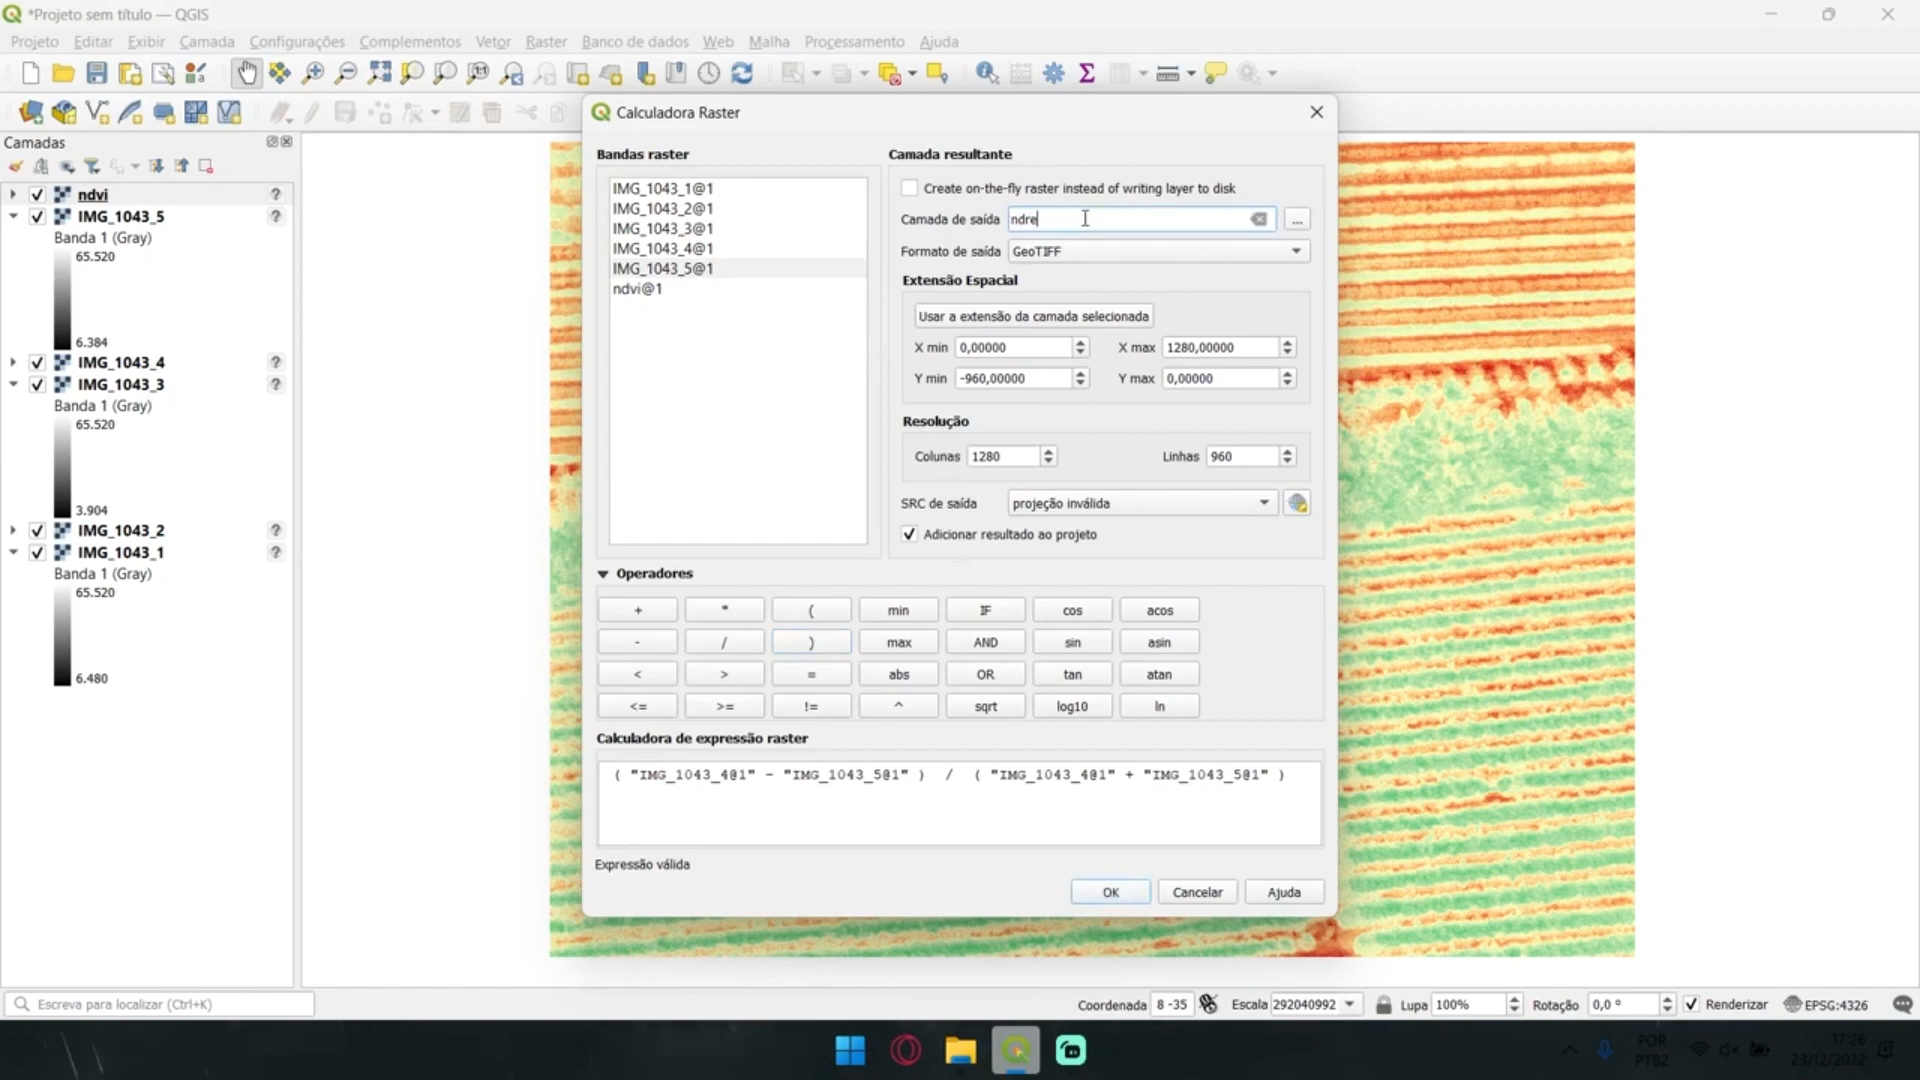 *Projeto sem título — QGIS
Projeto Editar Exibir Camada Configurações Complementos Vetor Raster Banco de dados Web Malha Processamento Ajuda
Camadas
ndvi
IMG_1043_5
Banda 1 (Gray)
65.520
6.384
IMG_1043_4
IMG_1043_3
Banda 1 (Gray)
65.520
3.904
IMG_1043_2
IMG_1043_1
Banda 1 (Gray)
65.520
6.480
Calculadora Raster
Bandas raster
IMG_1043_1@1
IMG_1043_2@1
IMG_1043_3@1
IMG_1043_4@1
IMG_1043_5@1
ndvi@1
Camada resultante
Create on-the-fly raster instead of writing layer to disk
Camada de saída ndre ...
Formato de saída GeoTIFF
Extensão Espacial
Usar a extensão da camada selecionada
X min 0,00000 X max 1280,00000
Y min -960,00000 Y max 0,00000
Resolução
Colunas 1280 Linhas 960
SRC de saída projeção inválida
Adicionar resultado ao projeto
Operadores
+ * ( min IF cos acos
- / ) max AND sin asin
< > = abs OR tan atan
<= >= != ^ sqrt log10 ln
Calculadora de expressão raster
( "IMG_1043_4@1" - "IMG_1043_5@1" ) / ( "IMG_1043_4@1" + "IMG_1043_5@1" )
Expressão válida
OK Cancelar Ajuda
Escreva para localizar (Ctrl+K) Coordenada 8 -35 Escala 292040992 Lupa 100% Rotação 0,0 ° Renderizar EPSG:4326
POR 17:26
PTB2 23/12/2022